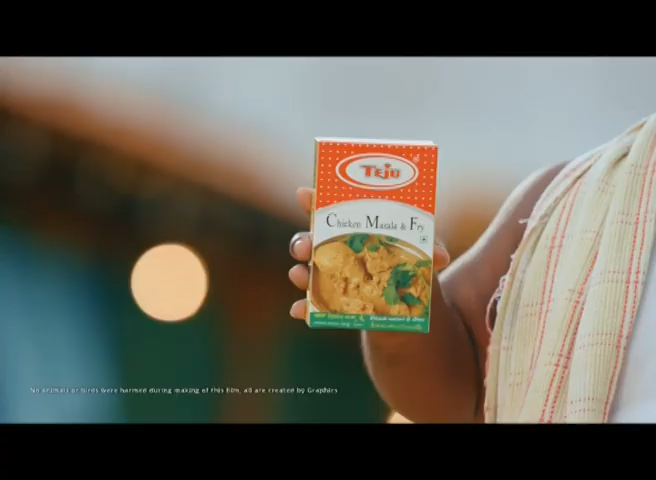 Teju
Chicken Masala & Fry
No animals or birds were harmed during making of this film, all are created by Graphics